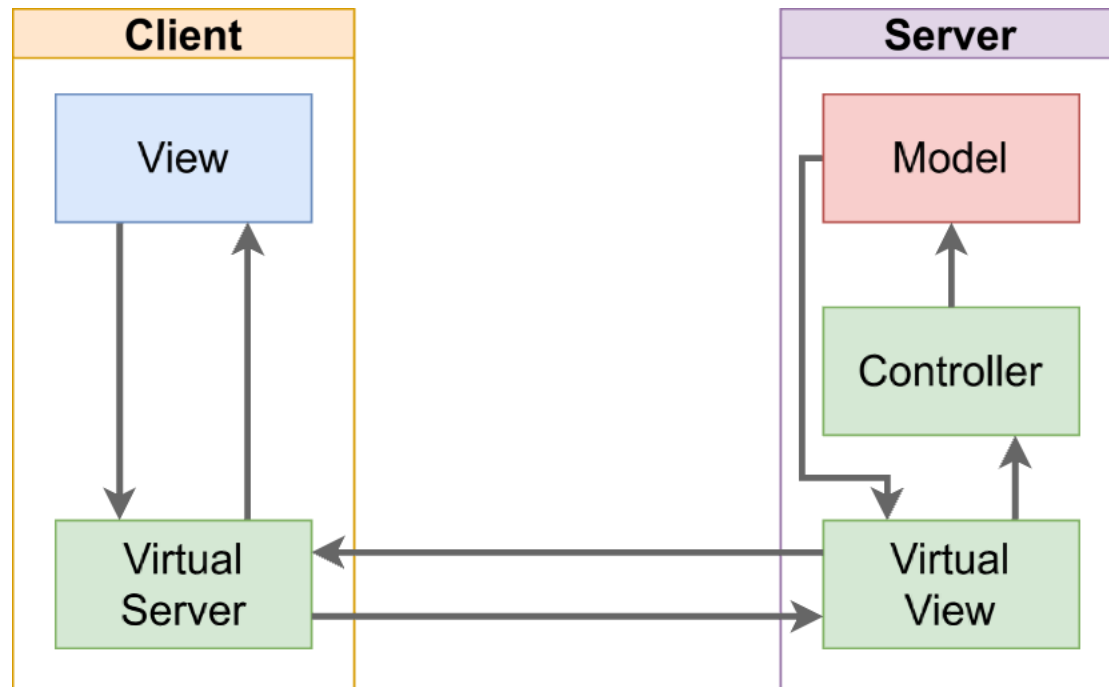 Client
Server
View
Model
Controller
Virtual
Server
Virtual
View